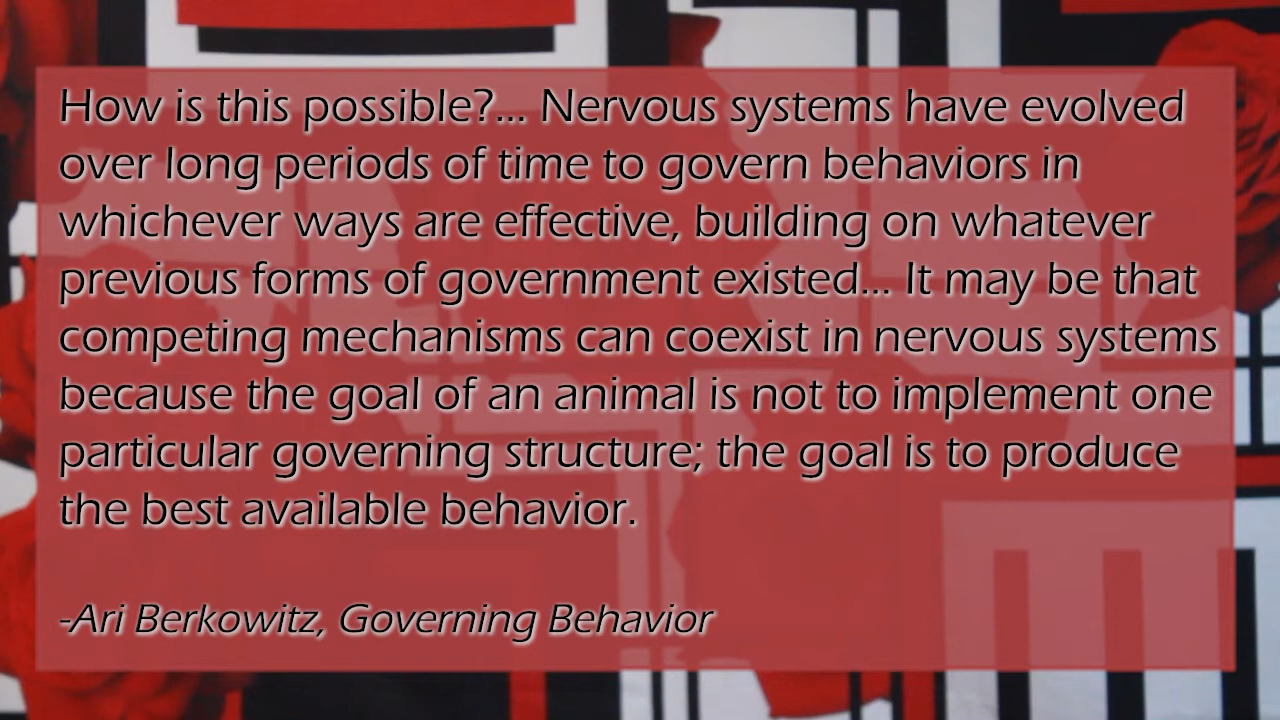 How is this possible?... Nervous systems have evolved
over long periods of time to govern behaviors in
whichever ways are effective, building on whatever
previous forms of government existed... It may be that
competing mechanisms can coexist in nervous systems
because the goal of an animal is not to implement one
particular governing structure; the goal is to produce
the best available behavior.
-Ari Berkowitz, Governing Behavior